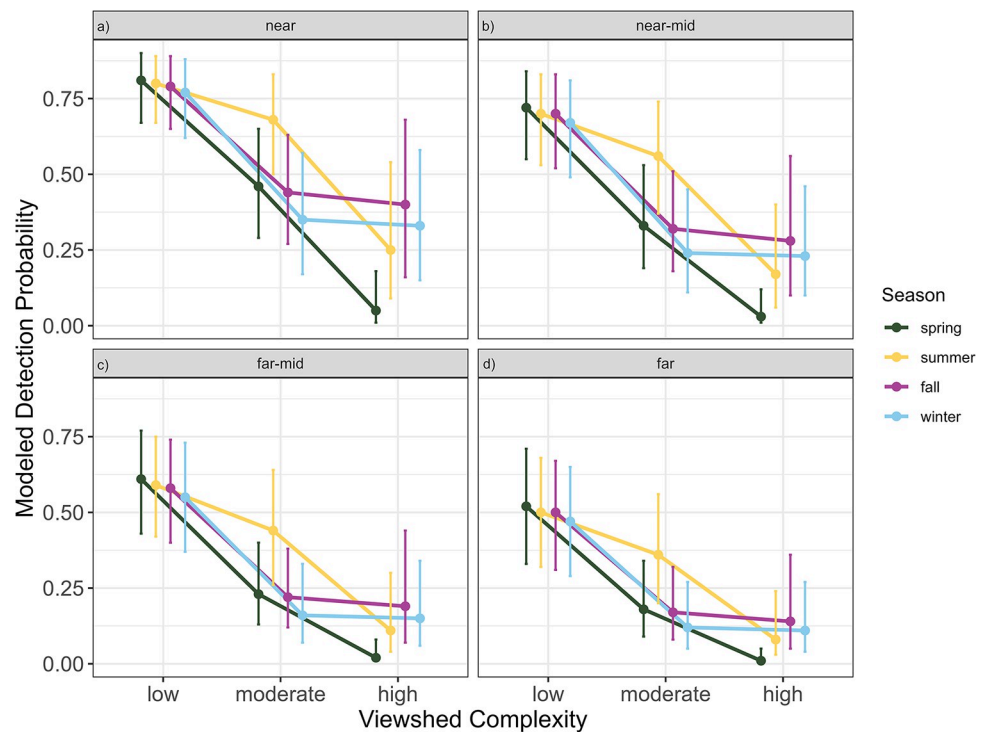 a) near
b) near-mid
0.75
0.50
0.25
0.00
c) far-mid
d) far
0.75
0.50
0.25
0.00
low moderate high
low moderate high
Viewshed Complexity
Modeled Detection Probability
Season
spring
summer
fall
winter